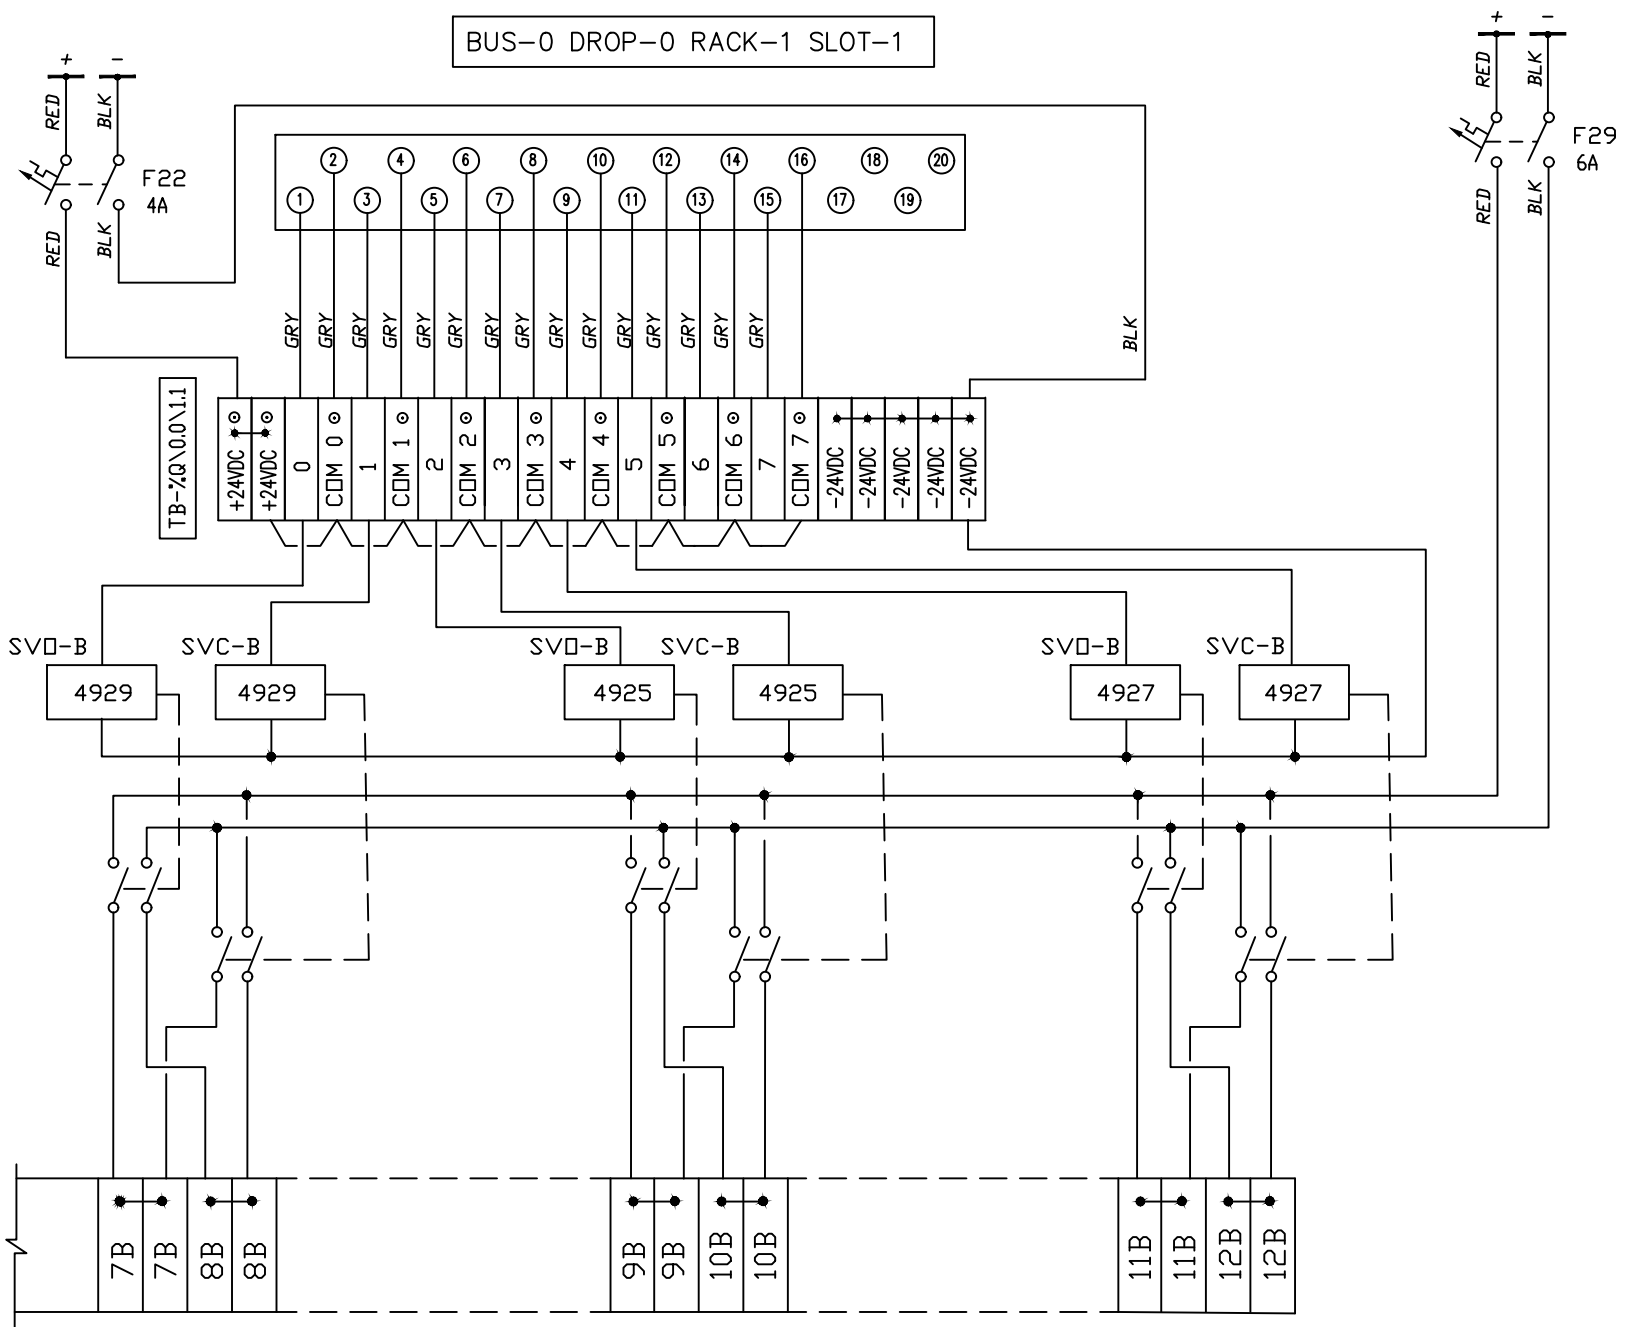 BUS-0 DROP-0 RACK-1 SLOT-1
+ -
+ -
RED BLK
RED BLK
F22
4A
F29
6A
RED BLK
RED BLK
2 4 6 8 10 12 14 16 18 20
1 3 5 7 9 11 13 15 17 19
GRY GRY GRY GRY GRY GRY GRY GRY GRY GRY GRY GRY GRY GRY GRY
BLK
TB-%Q\0.0\1.1
+24VDC +24VDC 0 COM 0 1 COM 1 2 COM 2 3 COM 3 4 COM 4 5 COM 5 6 COM 6 7 COM 7 -24VDC -24VDC -24VDC -24VDC -24VDC
SVO-B SVC-B SVO-B SVC-B SVO-B SVC-B
4929 4929 4925 4925 4927 4927
7B 7B 8B 8B 9B 9B 10B 10B 11B 11B 12B 12B